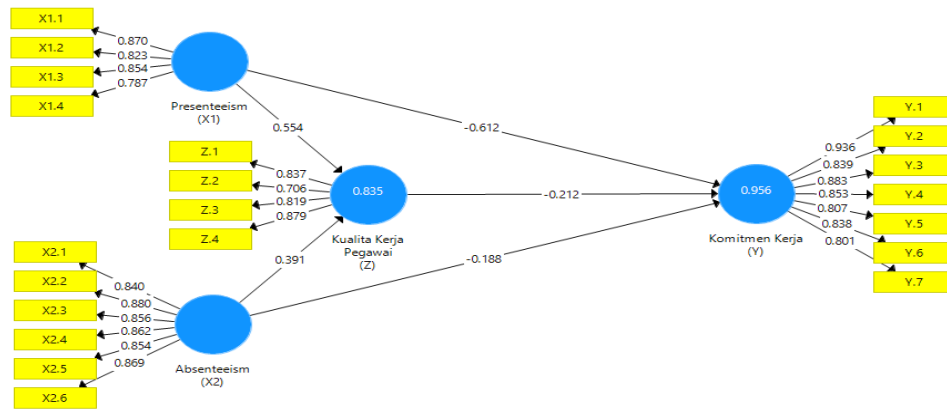 X1.1
X1.2
X1.3
X1.4
0.870
0.823
0.854
0.787
Presenteeism
(X1)
0.554
-0.612
Z.1
Z.2
Z.3
Z.4
0.837
0.706
0.819
0.879
0.835
Kualita Kerja
Pegawai
(Z)
-0.212
0.391
-0.188
X2.1
X2.2
X2.3
X2.4
X2.5
X2.6
0.840
0.880
0.856
0.862
0.854
0.869
Absenteeism
(X2)
0.956
Komitmen Kerja
(Y)
0.936
0.839
0.883
0.853
0.807
0.838
0.801
Y.1
Y.2
Y.3
Y.4
Y.5
Y.6
Y.7